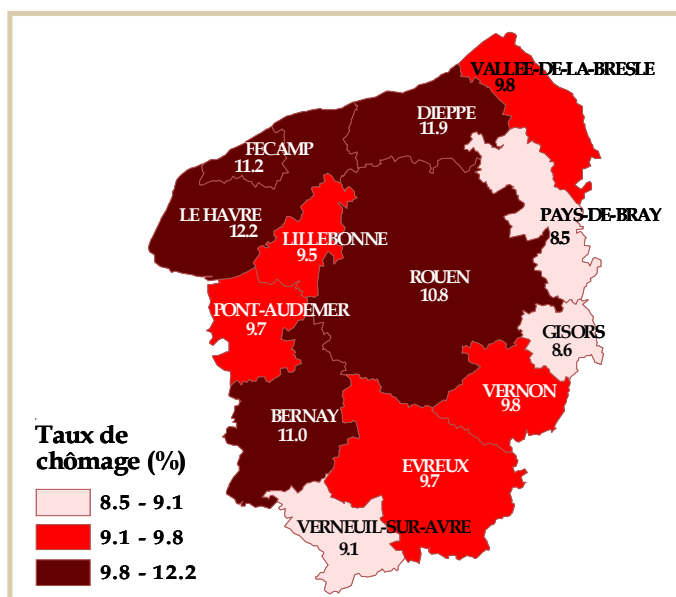 VALLEE-DE-LA-BRESLE
9.8
DIEPPE
11.9
FECAMP
11.2
PAYS-DE-BRAY
8.5
LE HAVRE
12.2
LILLEBONNE
9.5
ROUEN
10.8
PONT-AUDEMER
9.7
GISORS
8.6
VERNON
9.8
BERNAY
11.0
EVREUX
9.7
VERNEUIL-SUR-AVRE
9.1
Taux de
chômage (%)
8.5 - 9.1
9.1 - 9.8
9.8 - 12.2